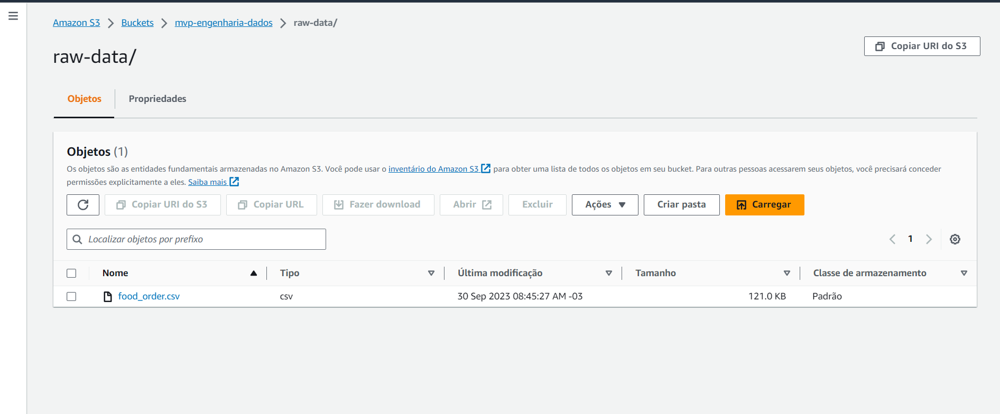 Amazon S3 > Buckets > mvp-engenharia-dados > raw-data/
raw-data/
Copiar URI do S3
Objetos
Propriedades
Objetos (1)
Os objetos são as entidades fundamentais armazenadas no Amazon S3. Você pode usar o inventário do Amazon S3 para obter uma lista de todos os objetos em seu bucket. Para outras pessoas acessarem seus objetos, você precisará conceder
permissões explicitamente a eles. Saiba mais
Copiar URI do S3 Copiar URL Fazer download Abrir Excluir Ações Criar pasta Carregar
Localizar objetos por prefixo
1
Nome Tipo Última modificação Tamanho Classe de armazenamento
food_order.csv csv 30 Sep 2023 08:45:27 AM -03 121.0 KB Padrão